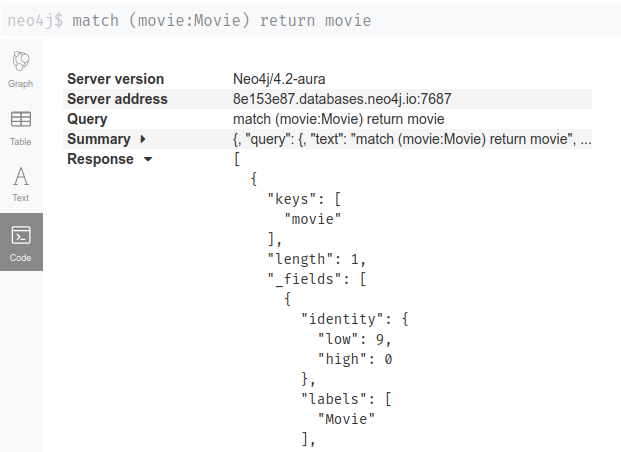 neo4j$ match (movie:Movie) return movie
Graph
Table
Text
Code
Server version Neo4j/4.2-aura
Server address 8e153e87.databases.neo4j.io:7687
Query match (movie:Movie) return movie
Summary {, "query": {, "text": "match (movie:Movie) return movie", ...
Response [
{
"keys": [
"movie"
],
"length": 1,
"_fields": [
{
"identity": {
"low": 9,
"high": 0
},
"labels": [
"Movie"
],